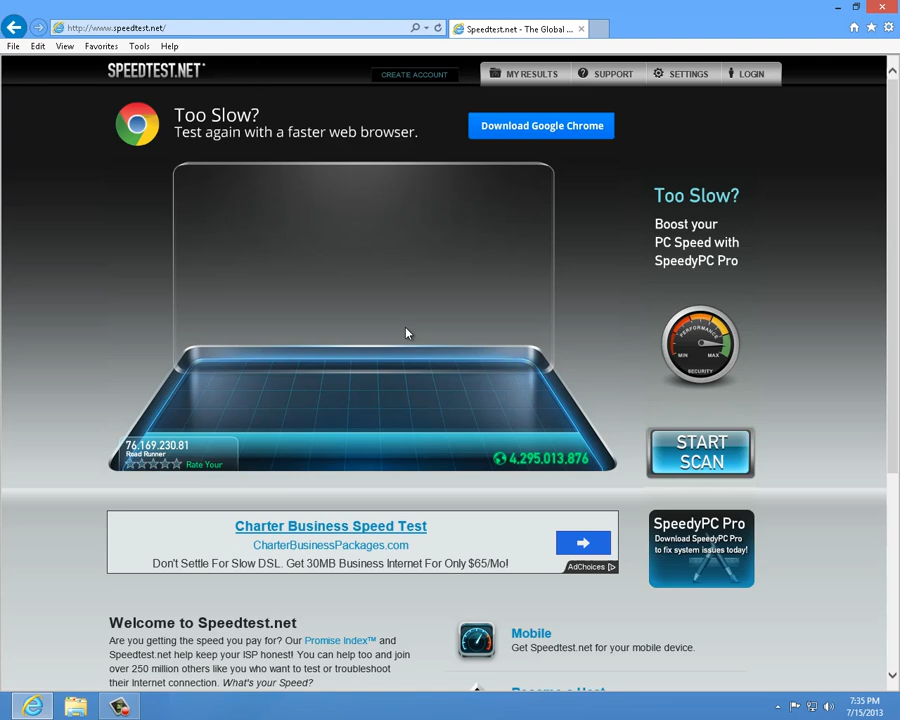 http://www.speedtest.net/
Speedtest.net - The Global ...
File Edit View Favorites Tools Help
SPEEDTEST.NET
CREATE ACCOUNT
MY RESULTS
SUPPORT
SETTINGS
LOGIN
Too Slow?
Test again with a faster web browser.
Download Google Chrome
Too Slow?
Boost your
PC Speed with
SpeedyPC Pro
PERFORMANCE
MIN MAX
SECURITY
START
SCAN
76.169.230.81
Road Runner
Rate Your
4,295,013,876
Charter Business Speed Test
CharterBusinessPackages.com
Don't Settle For Slow DSL. Get 30MB Business Internet For Only $65/Mo!
AdChoices
SpeedyPC Pro
Download SpeedyPC Pro
to fix system issues today!
Welcome to Speedtest.net
Are you getting the speed you pay for? Our Promise Index™ and
Speedtest.net help keep your ISP honest! You can help too and join
over 250 million others like you who want to test or troubleshoot
their Internet connection. What's your Speed?
Mobile
Get Speedtest.net for your mobile device.
Become a Host
7:35 PM
7/15/2013